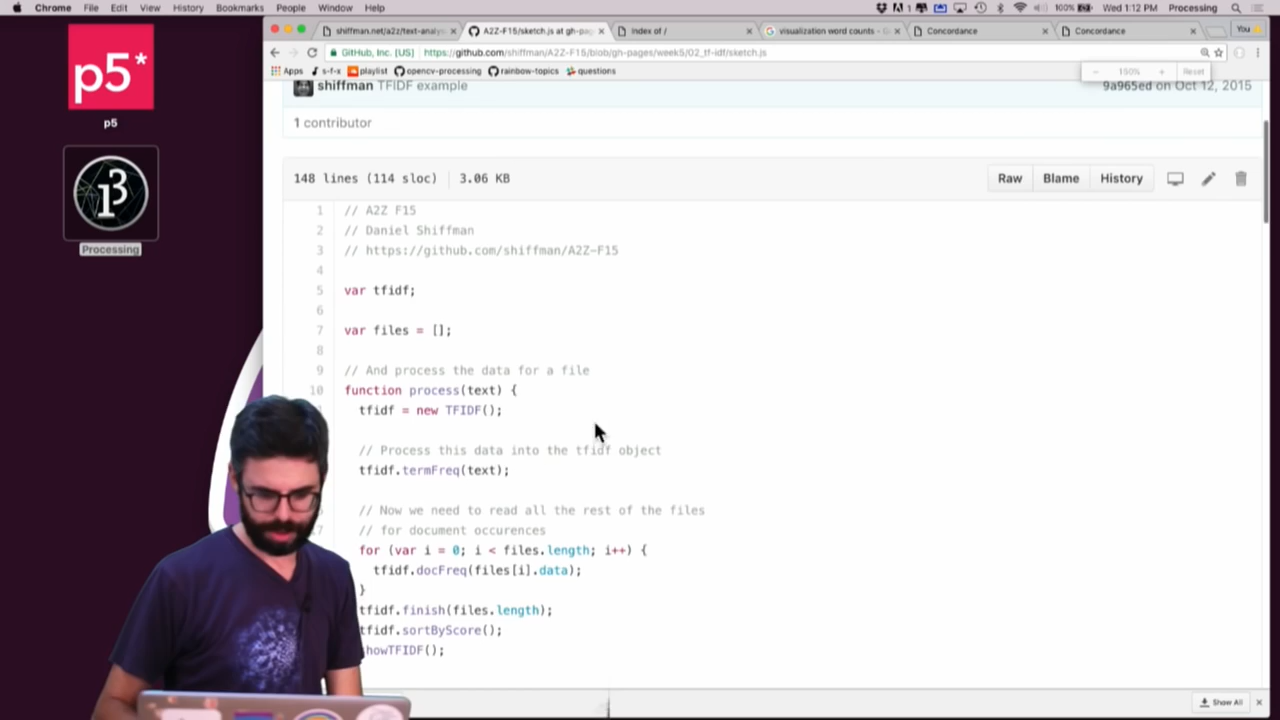 Chrome File Edit View History Bookmarks People Window Help
100% Wed 1:12 PM Processing
shiffman.net/a2z/text-analys
A2Z-F15/sketch.js at gh-pag
Index of /
visualization word counts - G
Concordance
Concordance
You
GitHub, Inc. [US] https://github.com/shiffman/A2Z-F15/blob/gh-pages/week5/02_tf-idf/sketch.js
Apps s-f-x playlist opencv-processing rainbow-topics questions
- 150% + Reset
shiffman TFIDF example 9a965ed on Oct 12, 2015
1 contributor
148 lines (114 sloc) 3.06 KB Raw Blame History
1 // A2Z F15
2 // Daniel Shiffman
3 // https://github.com/shiffman/A2Z-F15
4
5 var tfidf;
6
7 var files = [];
8
9 // And process the data for a file
10 function process(text) {
tfidf = new TFIDF();
// Process this data into the tfidf object
tfidf.termFreq(text);
// Now we need to read all the rest of the files
7 // for document occurences
for (var i = 0; i < files.length; i++) {
tfidf.docFreq(files[i].data);
}
tfidf.finish(files.length);
tfidf.sortByScore();
howTFIDF();
Show All
p5*
p5
Processing